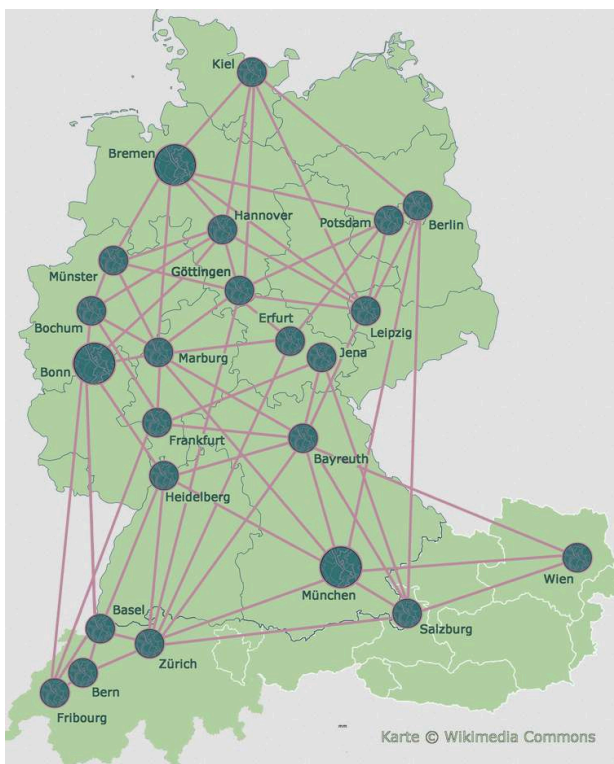 Kiel
Bremen
Hannover
Potsdam
Berlin
Münster
Göttingen
Bochum
Erfurt
Leipzig
Bonn
Marburg
Jena
Frankfurt
Bayreuth
Heidelberg
München
Wien
Basel
Salzburg
Zürich
Bern
Fribourg
Karte © Wikimedia Commons